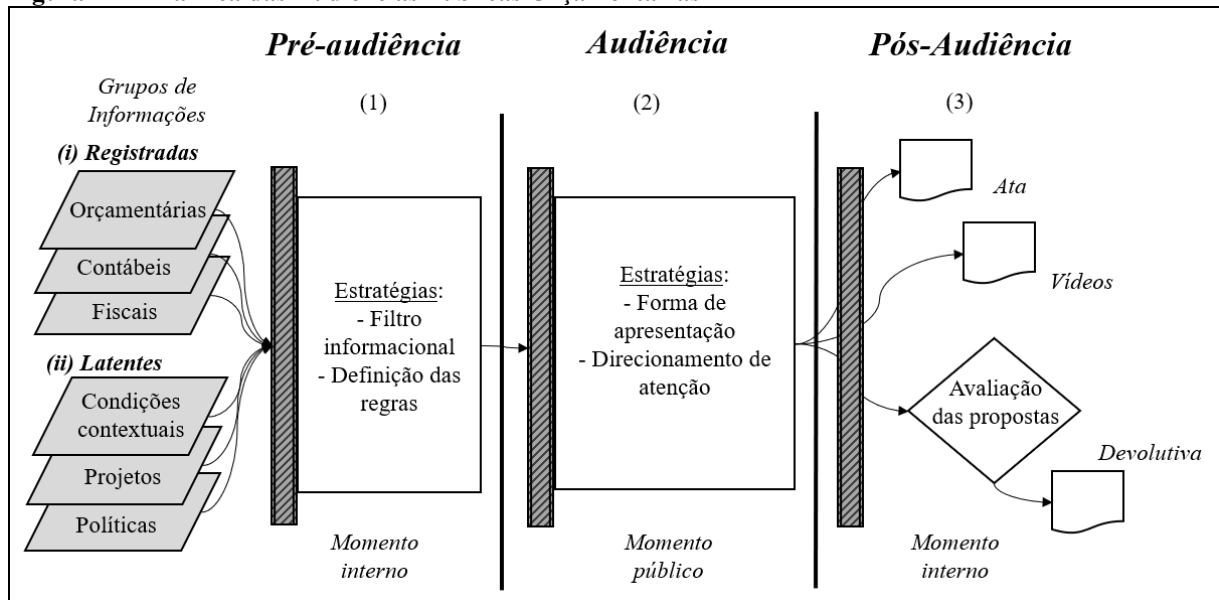 Pré-audiência
Audiência
Pós-Audiência
Grupos de
Informações
(1)
(2)
(3)
(i) Registradas
Orçamentárias
Contábeis
Fiscais
(ii) Latentes
Condições
contextuais
Projetos
Políticas
Estratégias:
- Filtro
informacional
- Definição das
regras
Momento
interno
Estratégias:
- Forma de
apresentação
- Direcionamento de
atenção
Momento
público
Ata
Vídeos
Avaliação
das propostas
Devolutiva
Momento
interno